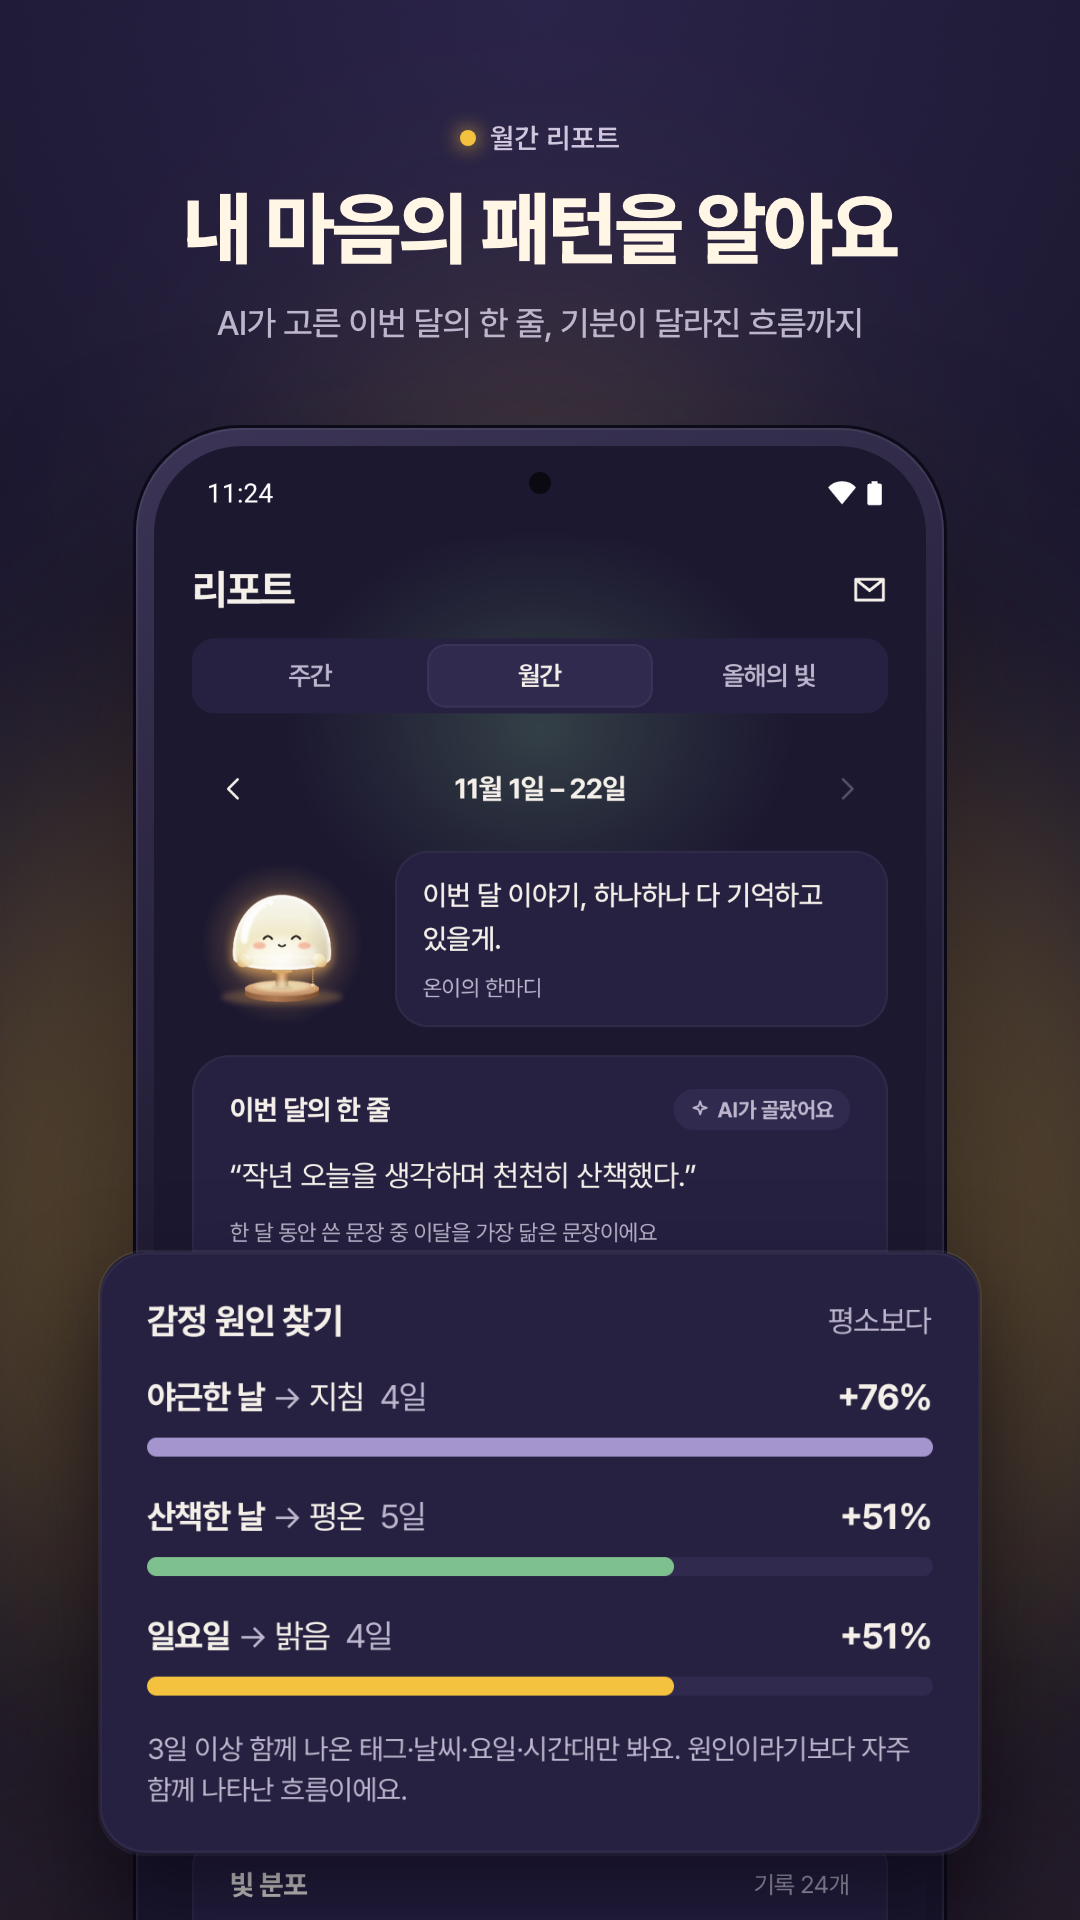 월간 리포트
내 마음의 패턴을 알아요
AI가 고른 이번 달의 한 줄, 기분이 달라진 흐름까지
11:24
리포트
주간 월간 올해의 빛
11월 1일 – 22일
이번 달 이야기, 하나하나 다 기억하고
있을게.
온이의 한마디
이번 달의 한 줄 AI가 골랐어요
“작년 오늘을 생각하며 천천히 산책했다.”
한 달 동안 쓴 문장 중 이달을 가장 닮은 문장이에요
감정 원인 찾기 평소보다
야근한 날 → 지침 4일 +76%
산책한 날 → 평온 5일 +51%
일요일 → 밝음 4일 +51%
3일 이상 함께 나온 태그·날씨·요일·시간대만 봐요. 원인이라기보다 자주
함께 나타난 흐름이에요.
빛 분포 기록 24개